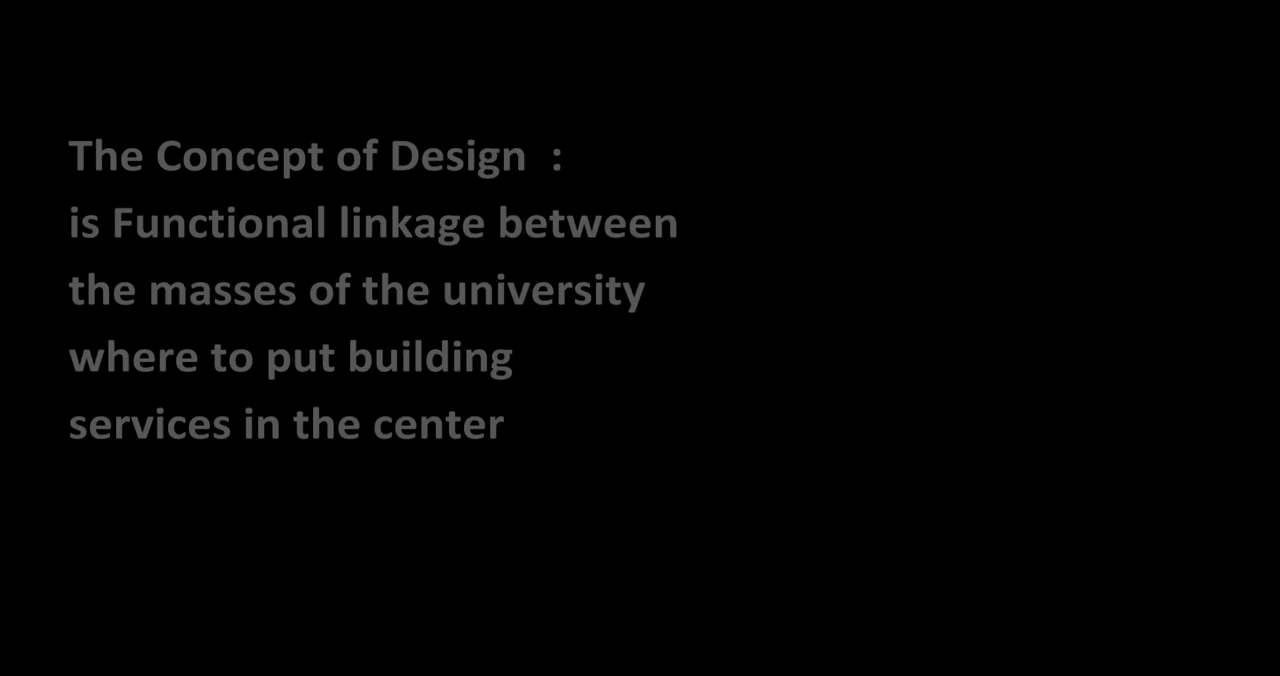 The Concept of Design  :
is Functional linkage between
the masses of the university
where to put building
services in the center